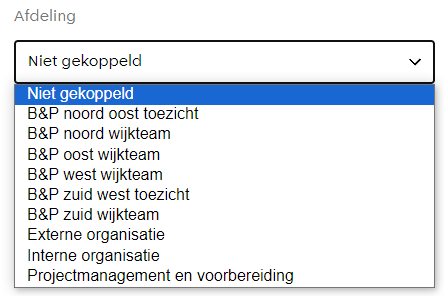 Afdeling
Niet gekoppeld
Niet gekoppeld
B&P noord oost toezicht
B&P noord wijkteam
B&P oost wijkteam
B&P west wijkteam
B&P zuid west toezicht
B&P zuid wijkteam
Externe organisatie
Interne organisatie
Projectmanagement en voorbereiding